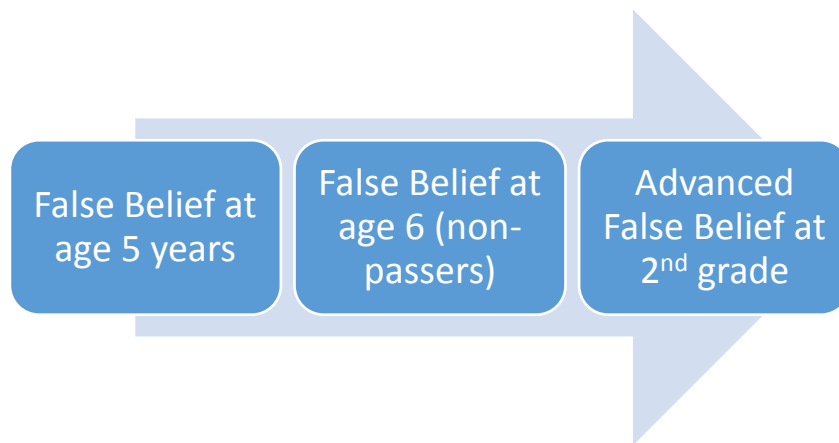 False Belief at
age 5 years
False Belief at
age 6 (non-
passers)
Advanced
False Belief at
2nd grade